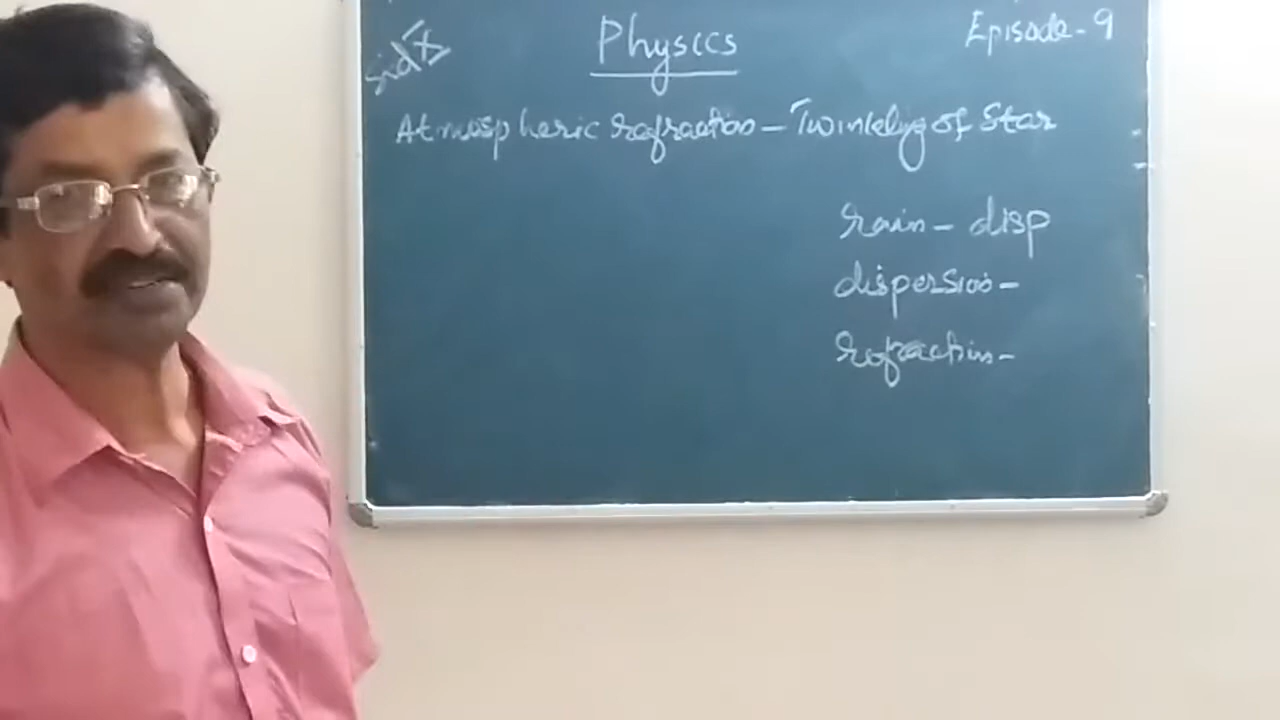 Physics
Episode-9
Atmospheric refraction - Twinkling of Star
rain - disp
dispersion -
refraction -